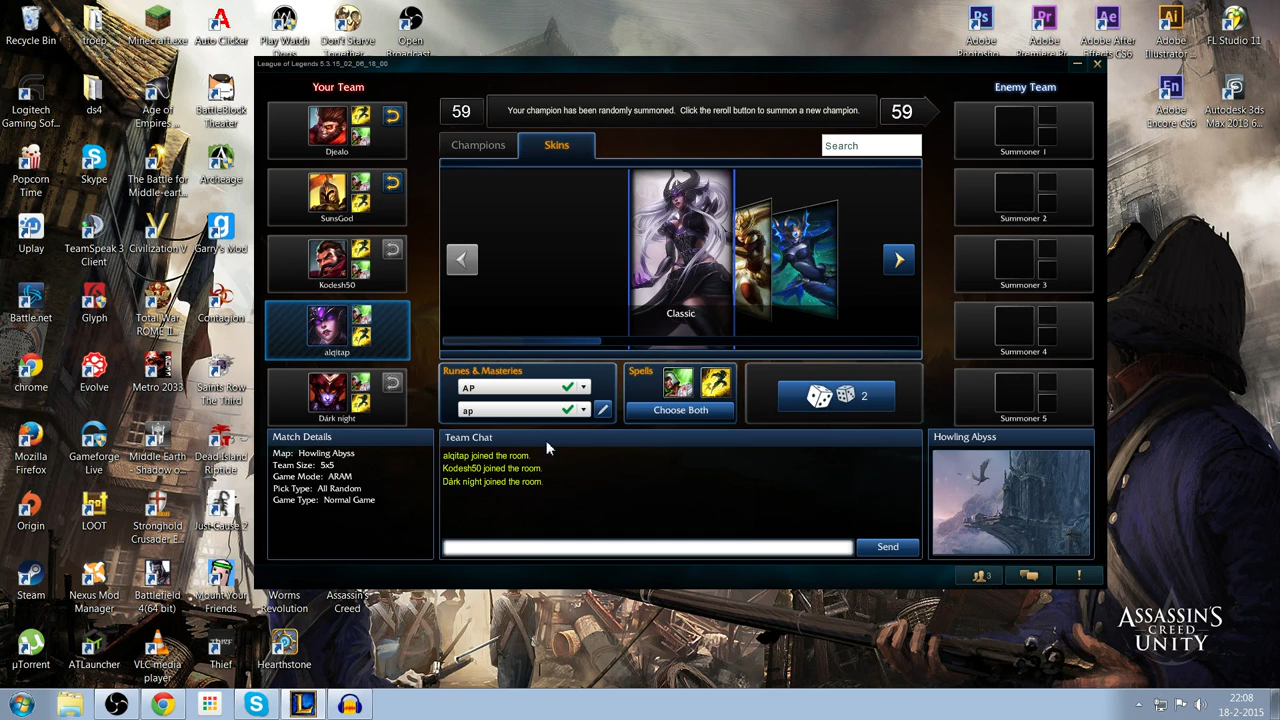 Recycle Bin
troep
Minecraft.exe
Auto Clicker
Play Watch
Dogs
Don't Starve
Together
Open
Broadcast...
Adobe
Photosh...
Adobe
Premiere Pr...
Adobe After
Effects CS6
Adobe
Illustrator ...
FL Studio 11
Logitech
Gaming Sof...
ds4
Age of
Empires ...
BattleBlock
Theater
Adobe
Encore CS6
Autodesk 3ds
Max 2013 6...
Popcorn
Time
Skype
The Battle for
Middle-eart...
Archeage
Uplay
TeamSpeak 3
Client
Civilization V
Garry's Mod
Battle.net
Glyph
Total War
ROME II...
Contagion
chrome
Evolve
Metro 2033
Saints Row
The Third
Mozilla
Firefox
Gameforge
Live
Middle Earth
- Shadow o...
Dead Island
Riptide
Origin
LOOT
Stronghold
Crusader E...
Just Cause 2
Steam
Nexus Mod
Manager
Battlefield
4(64 bit)
Mount Your
Friends
Worms
Revolution
Assassin's
Creed
µTorrent
ATLauncher
VLC media
player
Thief
Hearthstone
League of Legends 5.3.15_02_06_18_00
Your Team
59
Your champion has been randomly summoned. Click the reroll button to summon a new champion.
59
Enemy Team
Djealo
SunsGod
Kodesh50
alqitap
Dárk night
Champions
Skins
Search
Classic
Summoner 1
Summoner 2
Summoner 3
Summoner 4
Summoner 5
Runes & Masteries
AP
ap
Spells
Choose Both
2
Match Details
Map: Howling Abyss
Team Size: 5x5
Game Mode: ARAM
Pick Type: All Random
Game Type: Normal Game
Team Chat
alqitap joined the room.
Kodesh50 joined the room.
Dárk night joined the room.
Send
Howling Abyss
3
ASSASSIN'S
CREED
UNITY
22:08
18-2-2015